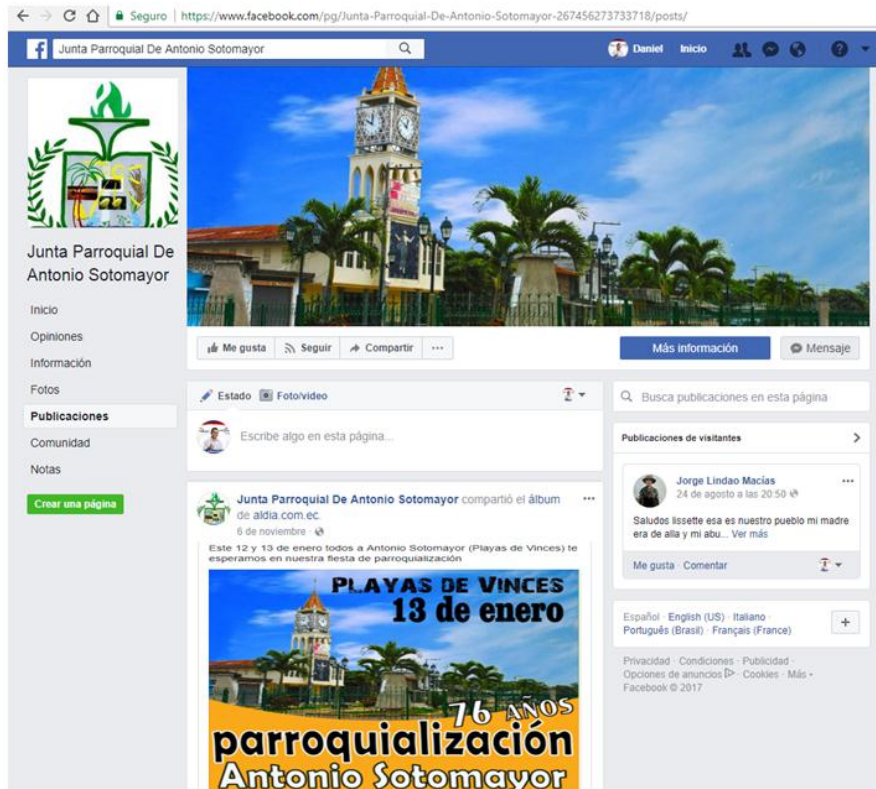 Seguro | https://www.facebook.com/pg/Junta-Parroquial-De-Antonio-Sotomayor-267456273733718/posts/
Junta Parroquial De Antonio Sotomayor
Daniel Inicio
Junta Parroquial De
Antonio Sotomayor
Inicio
Opiniones
Información
Fotos
Publicaciones
Comunidad
Notas
Crear una página
Me gusta Seguir Compartir ...
Más información Mensaje
Estado Foto/video
Escribe algo en esta página...
Junta Parroquial De Antonio Sotomayor compartió el álbum
de aldia.com.ec.
6 de noviembre ·
Este 12 y 13 de enero todos a Antonio Sotomayor (Playas de Vinces) te
esperamos en nuestra fiesta de parroquialización
PLAYAS DE VINCES
13 de enero
76 AÑOS
parroquialización
Antonio Sotomayor
Busca publicaciones en esta página
Publicaciones de visitantes
Jorge Lindao Macías
24 de agosto a las 20:50
Saludos lissette esa es nuestro pueblo mi madre
era de alla y mi abu... Ver más
Me gusta · Comentar
Español · English (US) · Italiano ·
Português (Brasil) · Français (France)
Privacidad · Condiciones · Publicidad ·
Opciones de anuncios · Cookies · Más
Facebook © 2017